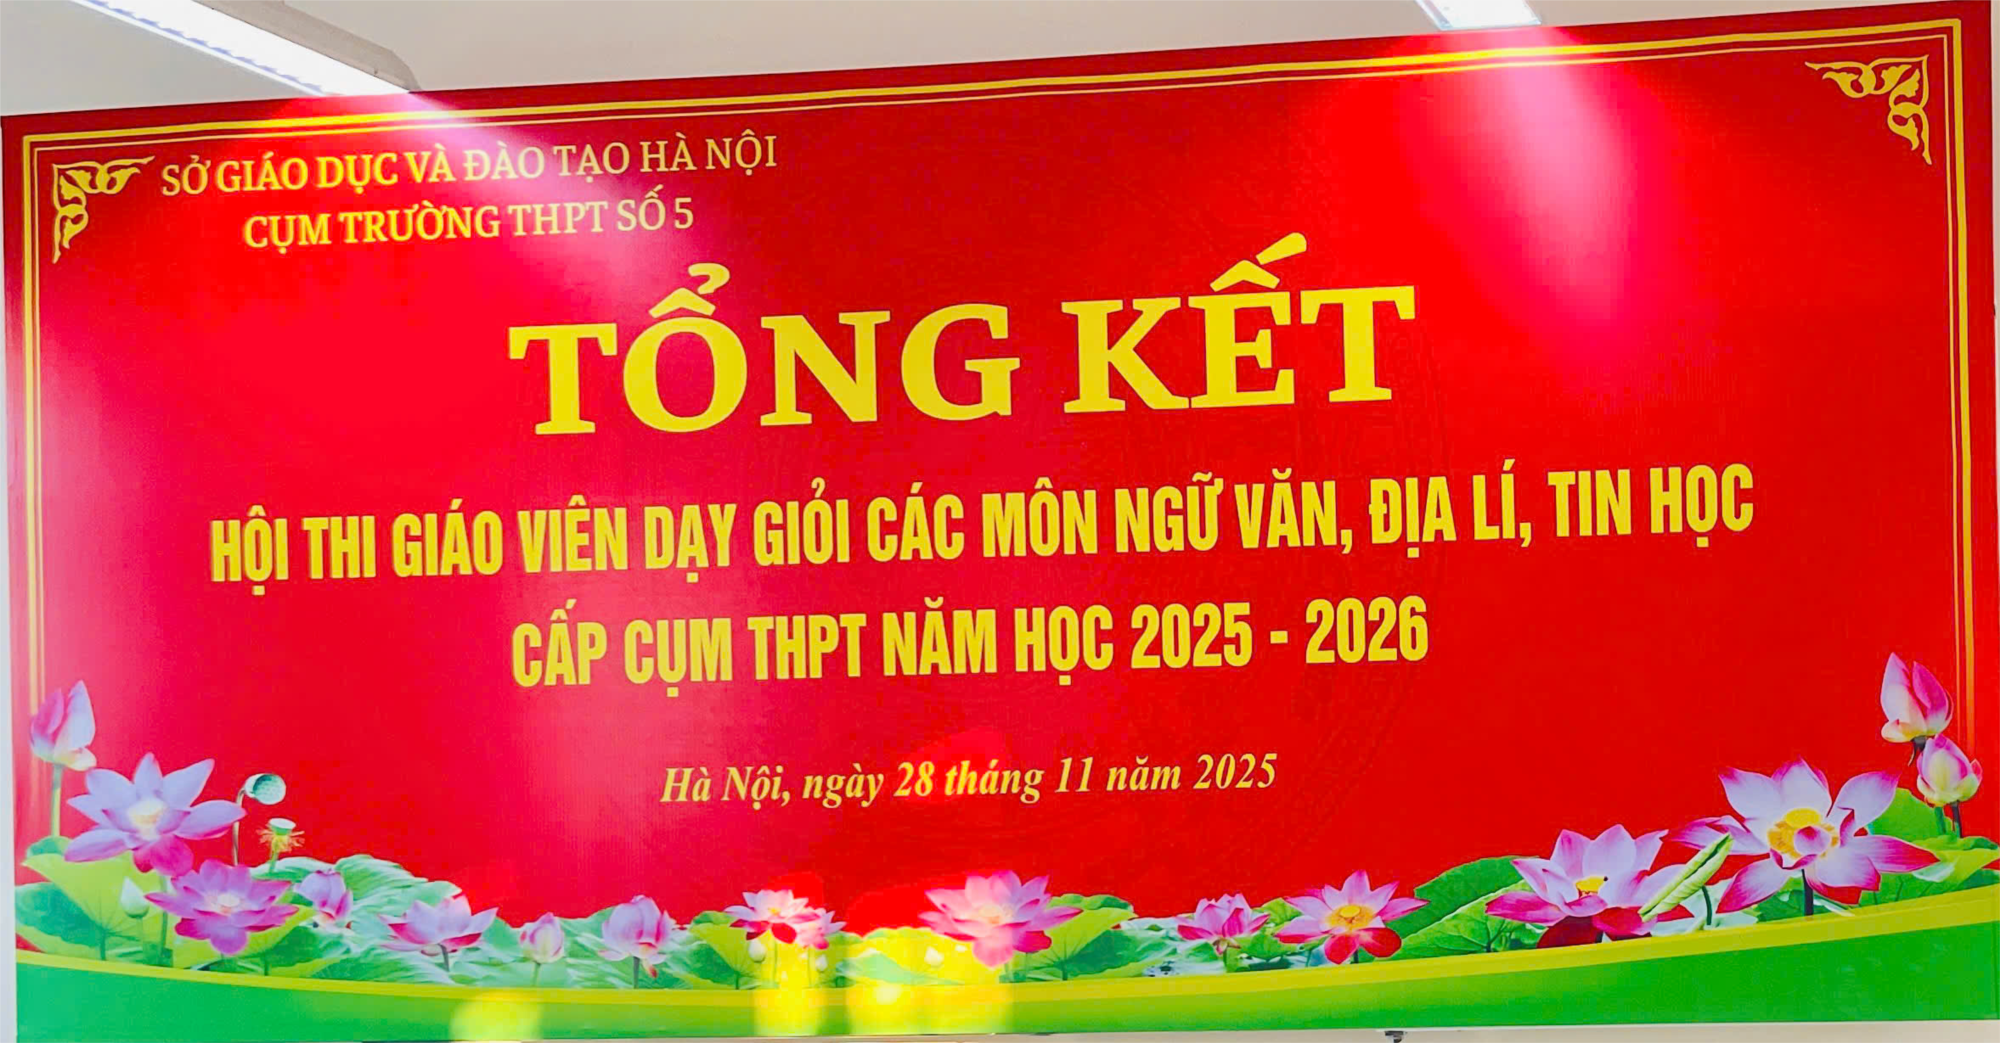 SỞ GIÁO DỤC VÀ ĐÀO TẠO HÀ NỘI
CỤM TRƯỜNG THPT SỐ 5
TỔNG KẾT
HỘI THI GIÁO VIÊN DẠY GIỎI CÁC MÔN NGỮ VĂN, ĐỊA LÍ, TIN HỌC
CẤP CỤM THPT NĂM HỌC 2025 - 2026
Hà Nội, ngày 28 tháng 11 năm 2025